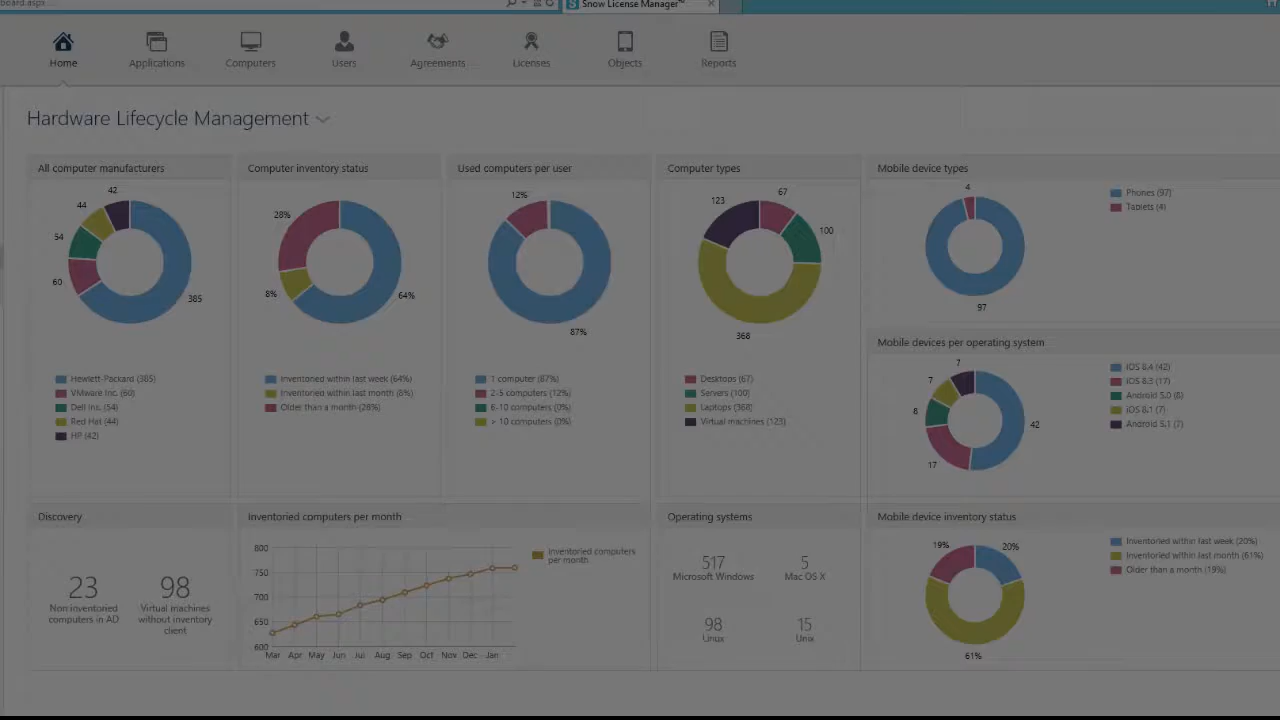 board.aspx...
Snow License Manager
Home
Applications
Computers
Users
Agreements
Licenses
Objects
Reports
Hardware Lifecycle Management
All computer manufacturers
42
44
54
60
385
Hewlett-Packard (385)
VMware Inc. (60)
Dell Inc. (54)
Red Hat (44)
HP (42)
Computer inventory status
28%
8%
64%
Inventoried within last week (64%)
Inventoried within last month (8%)
Older than a month (28%)
Used computers per user
12%
87%
1 computer (87%)
2-5 computers (12%)
6-10 computers (0%)
> 10 computers (0%)
Computer types
67
123
100
368
Desktops (67)
Servers (100)
Laptops (368)
Virtual machines (123)
Mobile device types
4
97
Phones (97)
Tablets (4)
Mobile devices per operating system
7
7
8
17
42
iOS 8.4 (42)
iOS 8.3 (17)
Android 5.0 (8)
iOS 8.1 (7)
Android 5.1 (7)
Discovery
23
Non inventoried
computers in AD
98
Virtual machines
without inventory
client
Inventoried computers per month
800
750
700
650
600
Mar Apr May Jun Jul Aug Sep Oct Nov Dec Jan
Inventoried computers
per month
Operating systems
517
Microsoft Windows
5
Mac OS X
98
Linux
15
Unix
Mobile device inventory status
19%
20%
61%
Inventoried within last week (20%)
Inventoried within last month (61%)
Older than a month (19%)